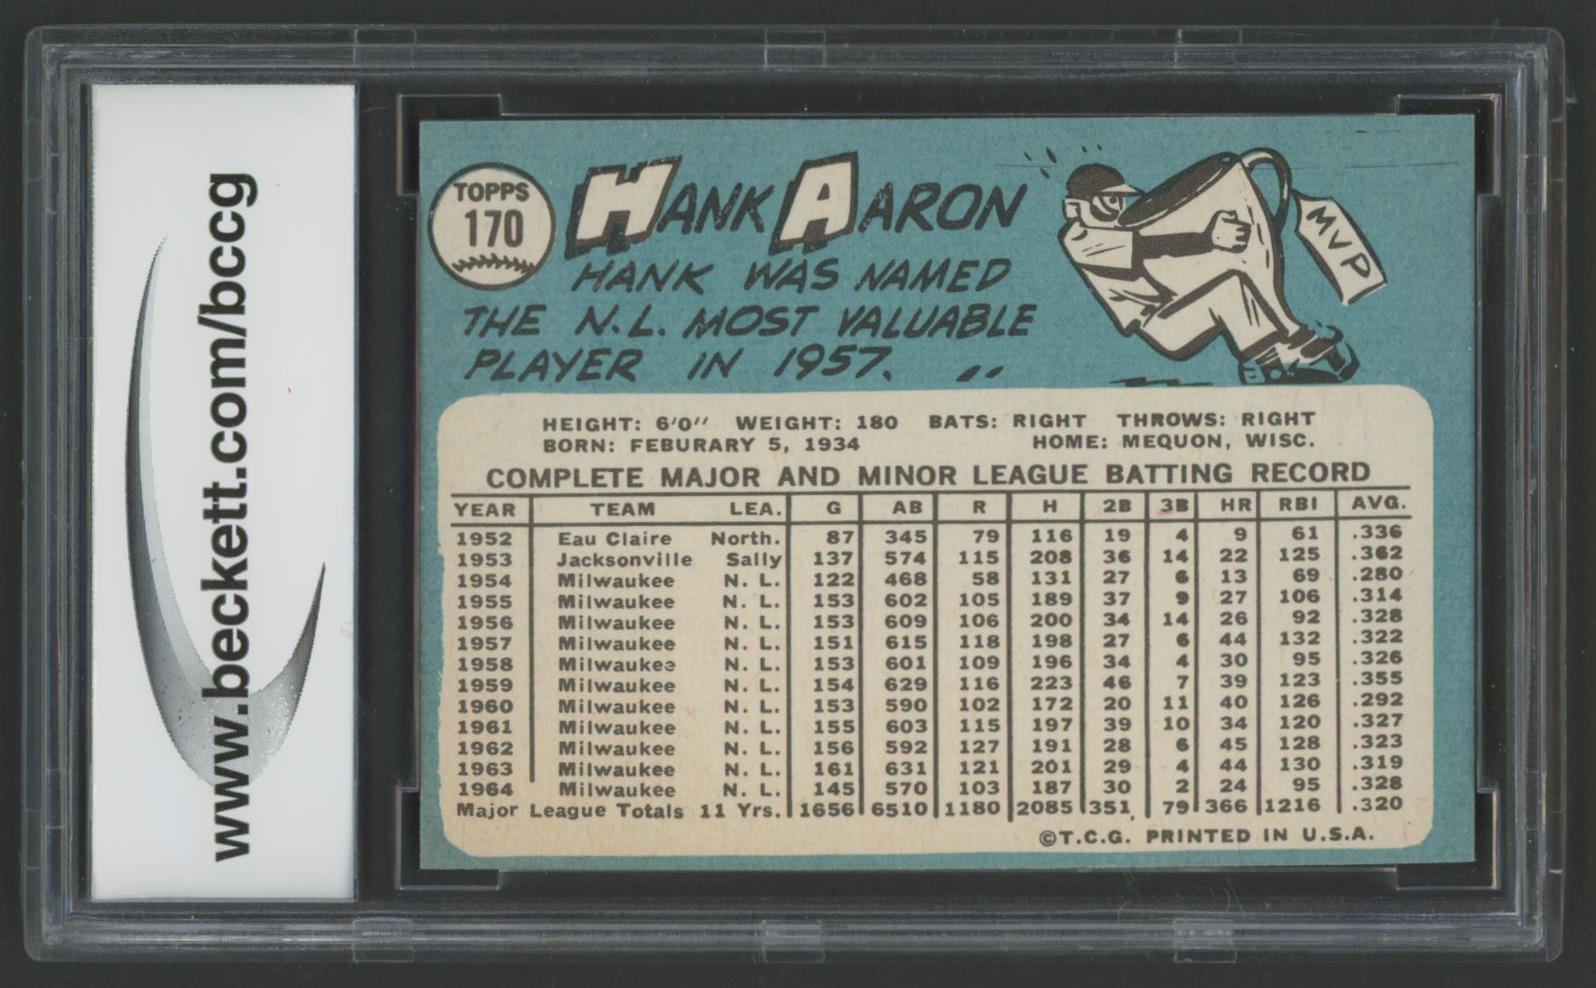 www.beckett.com/bccg
TOPPS
170
HANK AARON
HANK WAS NAMED
THE N.L. MOST VALUABLE
PLAYER IN 1957.
MVP
HEIGHT: 6'0" WEIGHT: 180 BATS: RIGHT THROWS: RIGHT
BORN: FEBURARY 5, 1934 HOME: MEQUON, WISC.
COMPLETE MAJOR AND MINOR LEAGUE BATTING RECORD
YEAR TEAM LEA. G AB R H 2B 3B HR RBI AVG.
1952 Eau Claire North. 87 345 79 116 19 4 9 61 .336
1953 Jacksonville Sally 137 574 115 208 36 14 22 125 .362
1954 Milwaukee N. L. 122 468 58 131 27 6 13 69 .280
1955 Milwaukee N. L. 153 602 105 189 37 9 27 106 .314
1956 Milwaukee N. L. 153 609 106 200 34 14 26 92 .328
1957 Milwaukee N. L. 151 615 118 198 27 6 44 132 .322
1958 Milwaukee N. L. 153 601 109 196 34 4 30 95 .326
1959 Milwaukee N. L. 154 629 116 223 46 7 39 123 .355
1960 Milwaukee N. L. 153 590 102 172 20 11 40 126 .292
1961 Milwaukee N. L. 155 603 115 197 39 10 34 120 .327
1962 Milwaukee N. L. 156 592 127 191 28 6 45 128 .323
1963 Milwaukee N. L. 161 631 121 201 29 4 44 130 .319
1964 Milwaukee N. L. 145 570 103 187 30 2 24 95 .328
Major League Totals 11 Yrs. 1656 6510 1180 2085 351 79 366 1216 .320
©T.C.G. PRINTED IN U.S.A.